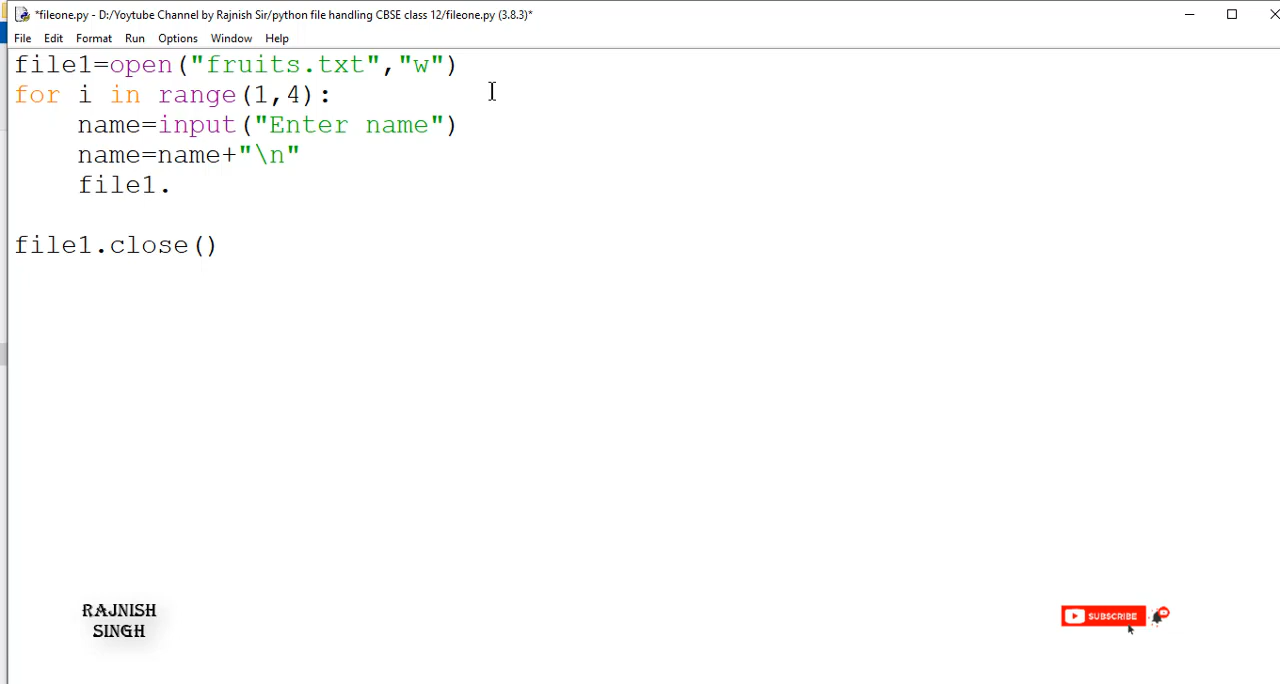 *fileone.py - D:/Yoytube Channel by Rajnish Sir/python file handling CBSE class 12/fileone.py (3.8.3)*
File Edit Format Run Options Window Help
file1=open("fruits.txt","w")
for i in range(1,4):
    name=input("Enter name")
    name=name+"\n"
    file1.
file1.close()
RAJNISH
SINGH
SUBSCRIBE